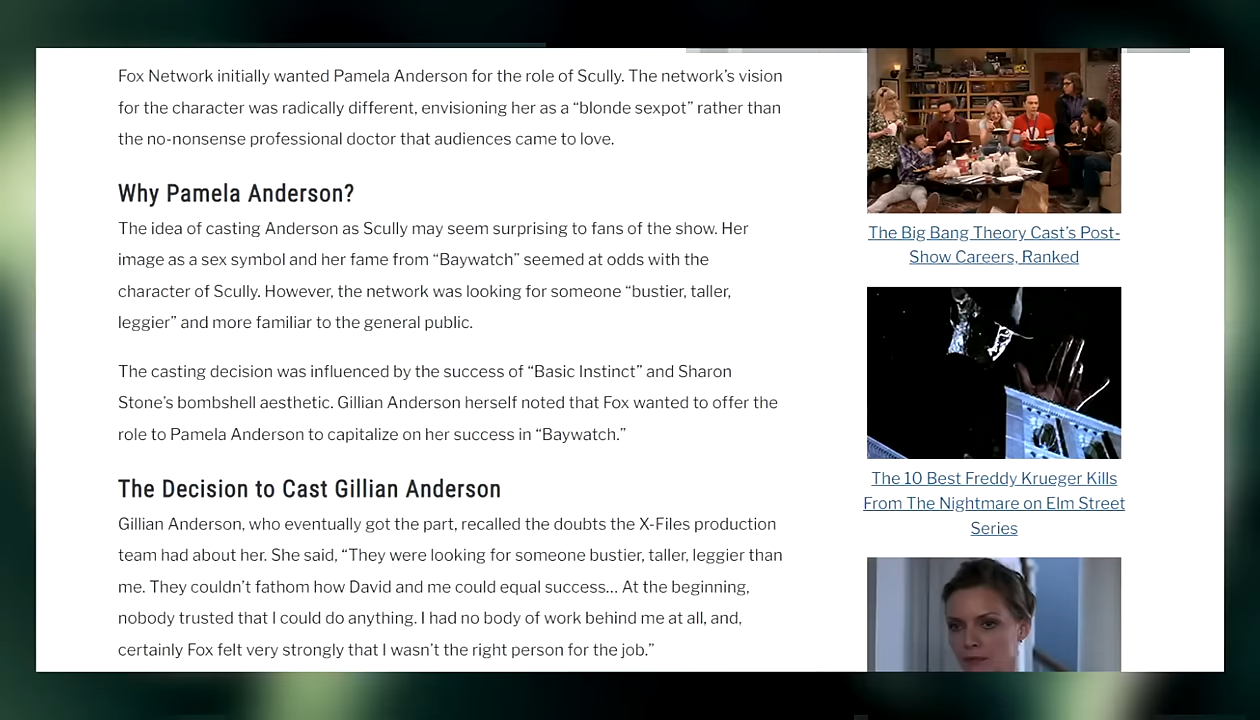 Fox Network initially wanted Pamela Anderson for the role of Scully. The network’s vision
for the character was radically different, envisioning her as a “blonde sexpot” rather than
the no-nonsense professional doctor that audiences came to love.
Why Pamela Anderson?
The idea of casting Anderson as Scully may seem surprising to fans of the show. Her
image as a sex symbol and her fame from “Baywatch” seemed at odds with the
character of Scully. However, the network was looking for someone “bustier, taller,
leggier” and more familiar to the general public.
The casting decision was influenced by the success of “Basic Instinct” and Sharon
Stone’s bombshell aesthetic. Gillian Anderson herself noted that Fox wanted to offer the
role to Pamela Anderson to capitalize on her success in “Baywatch.”
The Decision to Cast Gillian Anderson
Gillian Anderson, who eventually got the part, recalled the doubts the X-Files production
team had about her. She said, “They were looking for someone bustier, taller, leggier than
me. They couldn’t fathom how David and me could equal success… At the beginning,
nobody trusted that I could do anything. I had no body of work behind me at all, and,
certainly Fox felt very strongly that I wasn’t the right person for the job.”
The Big Bang Theory Cast’s Post-
Show Careers, Ranked
The 10 Best Freddy Krueger Kills
From The Nightmare on Elm Street
Series